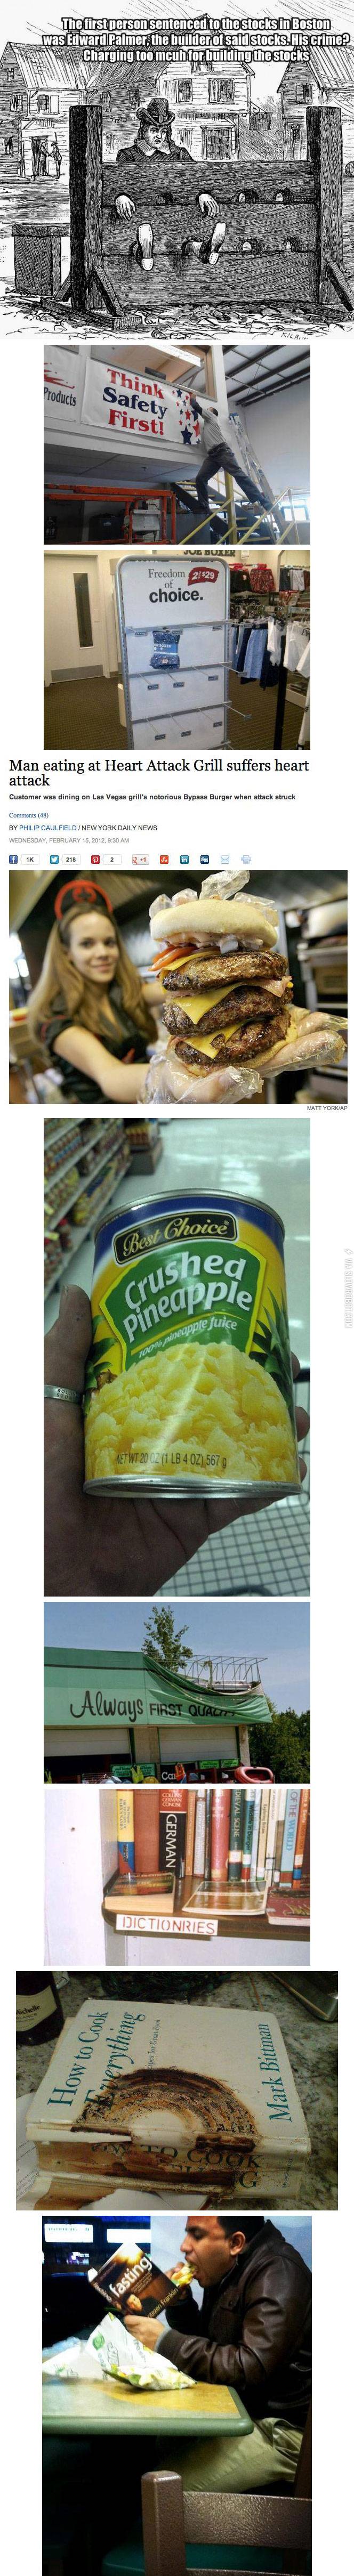 The first person sentenced to the stocks in Boston
was Edward Palmer, the builder of said stocks. His crime?
Charging too much for building the stocks
Products
Think
Safety
First!
JOE BOXER
Freedom
of
choice.
2/$29
Man eating at Heart Attack Grill suffers heart
attack
Customer was dining on Las Vegas grill's notorious Bypass Burger when attack struck
Comments (48)
BY PHILIP CAULFIELD / NEW YORK DAILY NEWS
WEDNESDAY, FEBRUARY 15, 2012, 9:30 AM
1K
218
2
+1
MATT YORK/AP
Best Choice
Crushed
Pineapple
100% pineapple juice
NET WT 20 OZ (1 LB 4 OZ) 567 g
Always FIRST QUAL
GERMAN
OF THE WORLD
DICTIONRIES
How to Cook
Everything
Mark Bittman
TO COOK
fasting